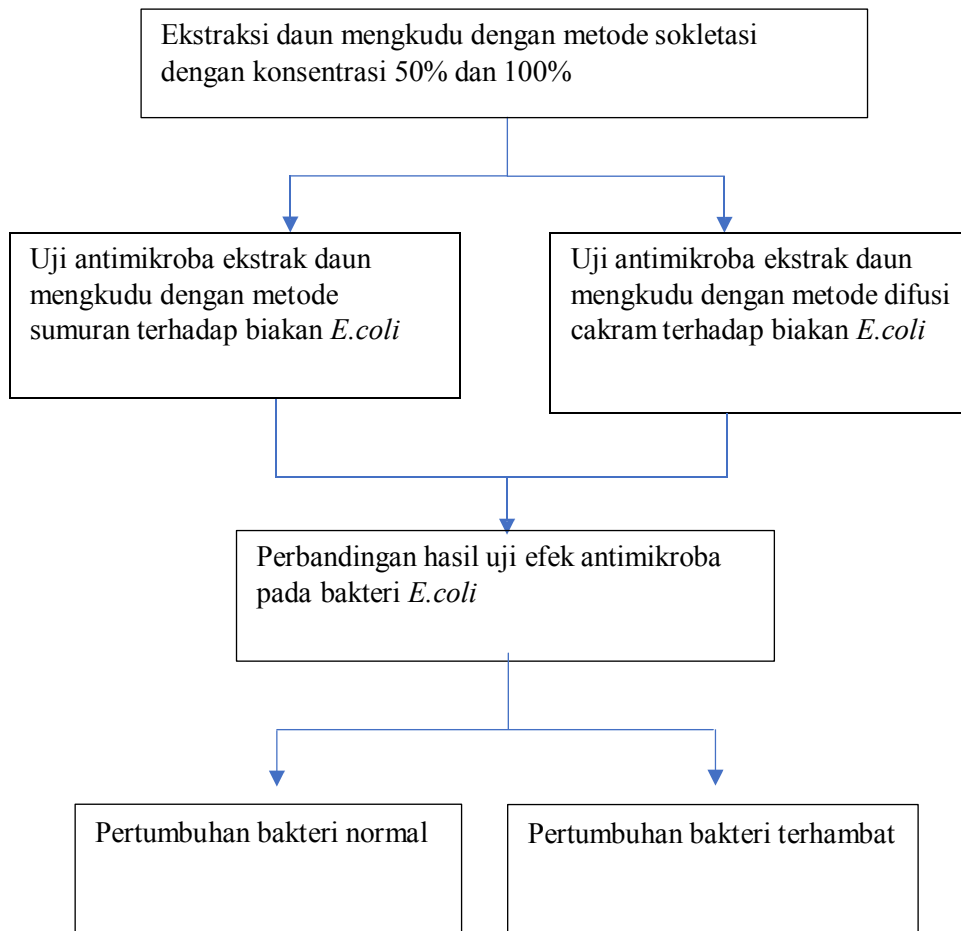 Ekstraksi daun mengkudu dengan metode sokletasi
dengan konsentrasi 50% dan 100%
Uji antimikroba ekstrak daun
mengkudu dengan metode
sumuran terhadap biakan E.coli
Uji antimikroba ekstrak daun
mengkudu dengan metode difusi
cakram terhadap biakan E.coli
Perbandingan hasil uji efek antimikroba
pada bakteri E.coli
Pertumbuhan bakteri normal
Pertumbuhan bakteri terhambat